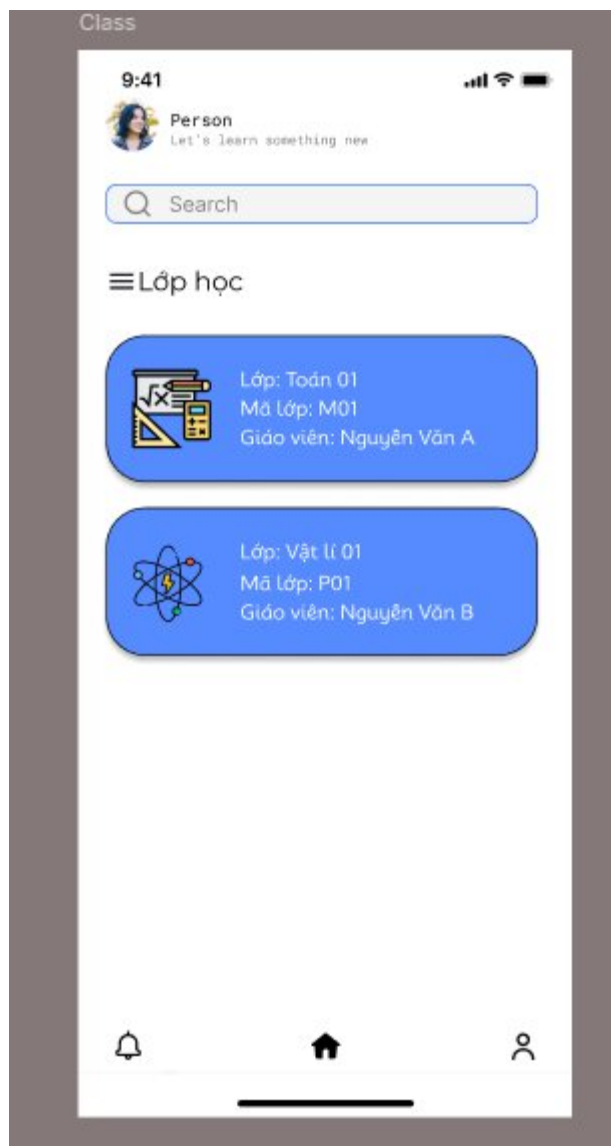 Class
9:41
Person
Let's learn something new
Search
Lớp học
√x
Lớp: Toán 01
Mã lớp: M01
Giáo viên: Nguyễn Văn A
Lớp: Vật lí 01
Mã lớp: P01
Giáo viên: Nguyễn Văn B